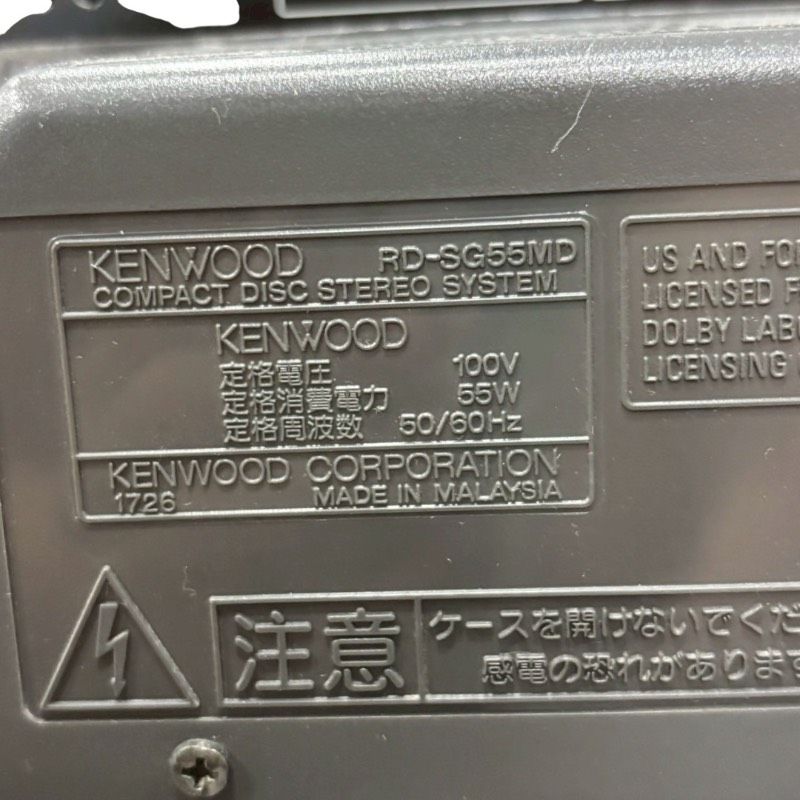 KENWOOD RD-SG55MD
COMPACT DISC STEREO SYSTEM
KENWOOD
定格電圧 100V
定格消費電力 55W
定格周波数 50/60Hz
KENWOOD CORPORATION
1726 MADE IN MALAYSIA
US AND
LICENSED
DOLBY
LICENSING
注意
ケースを開けないでくだ
感電の恐れがあります